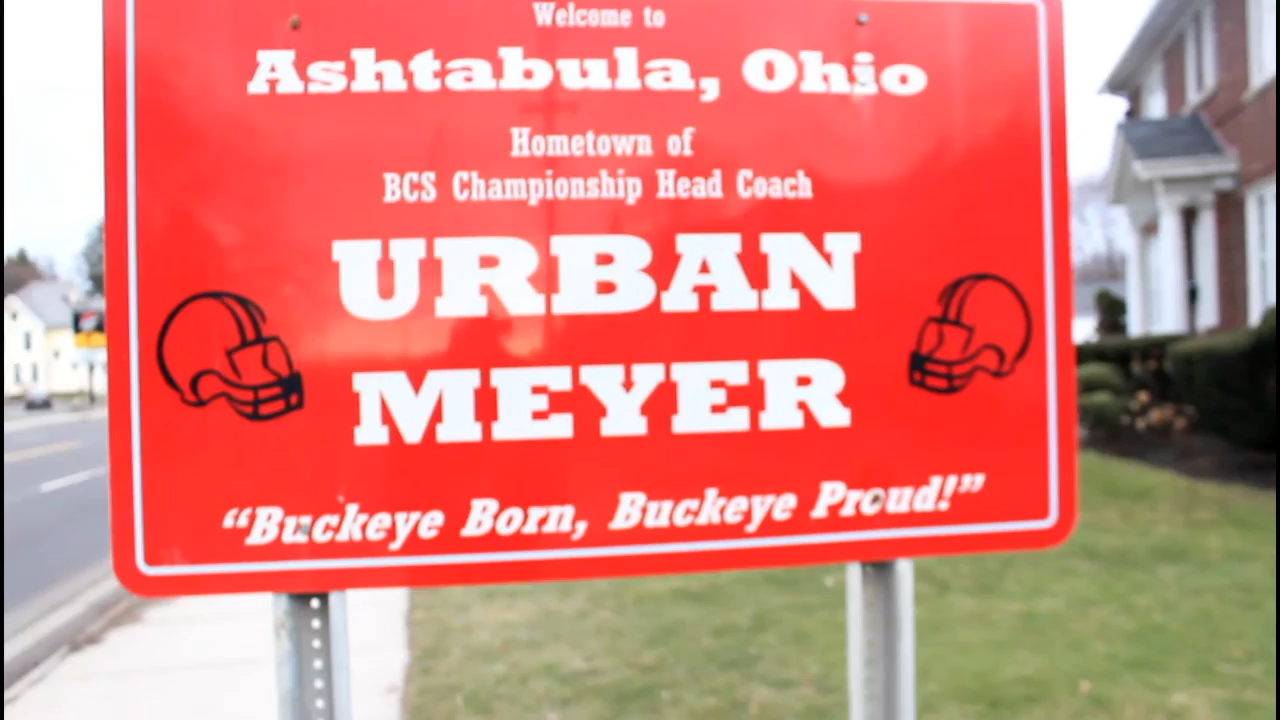 Welcome to
Ashtabula, Ohio
Hometown of
BCS Championship Head Coach
URBAN
MEYER
“Buckeye Born, Buckeye Proud!”